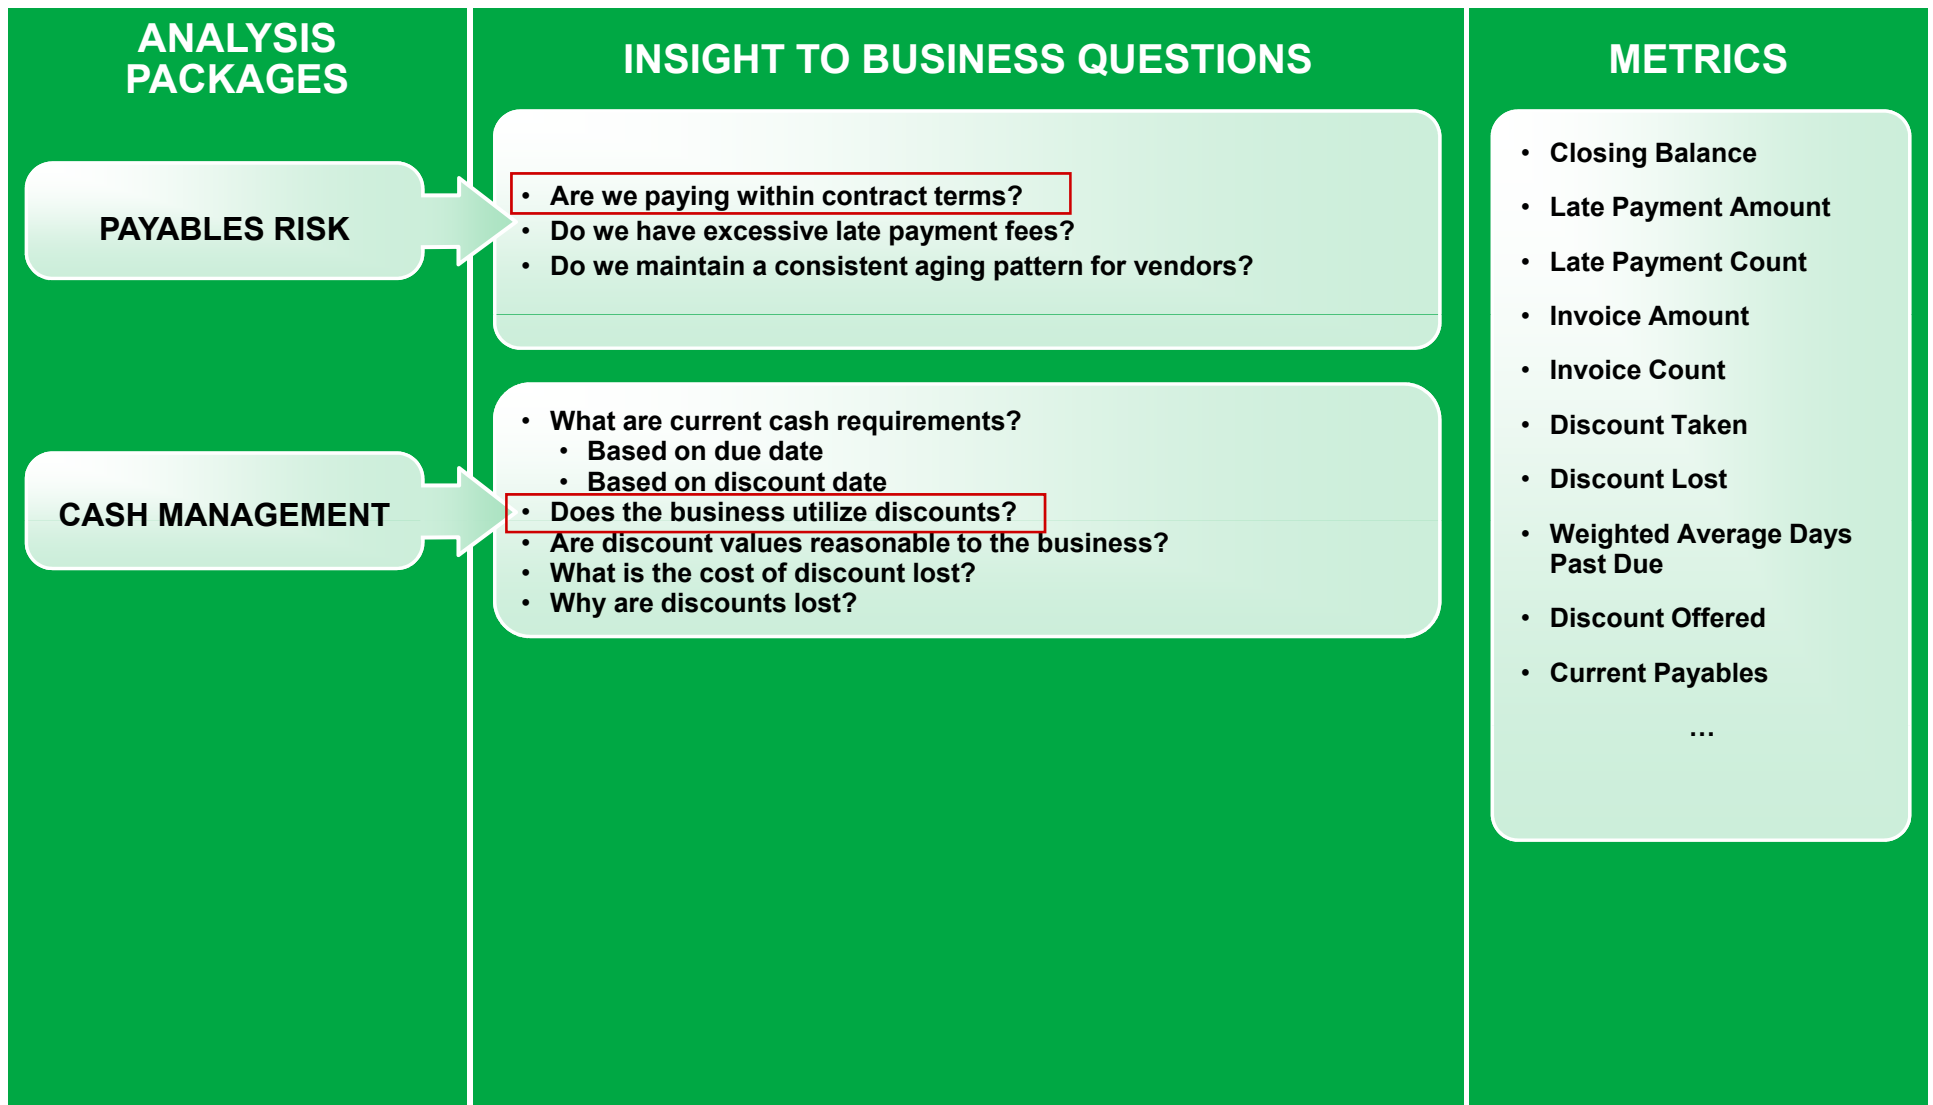 ANALYSIS
PACKAGES
INSIGHT TO BUSINESS QUESTIONS
METRICS
PAYABLES RISK
• Are we paying within contract terms?
• Do we have excessive late payment fees?
• Do we maintain a consistent aging pattern for vendors?
CASH MANAGEMENT
• What are current cash requirements?
• Based on due date
• Based on discount date
• Does the business utilize discounts?
• Are discount values reasonable to the business?
• What is the cost of discount lost?
• Why are discounts lost?
• Closing Balance
• Late Payment Amount
• Late Payment Count
• Invoice Amount
• Invoice Count
• Discount Taken
• Discount Lost
• Weighted Average Days
Past Due
• Discount Offered
• Current Payables
…